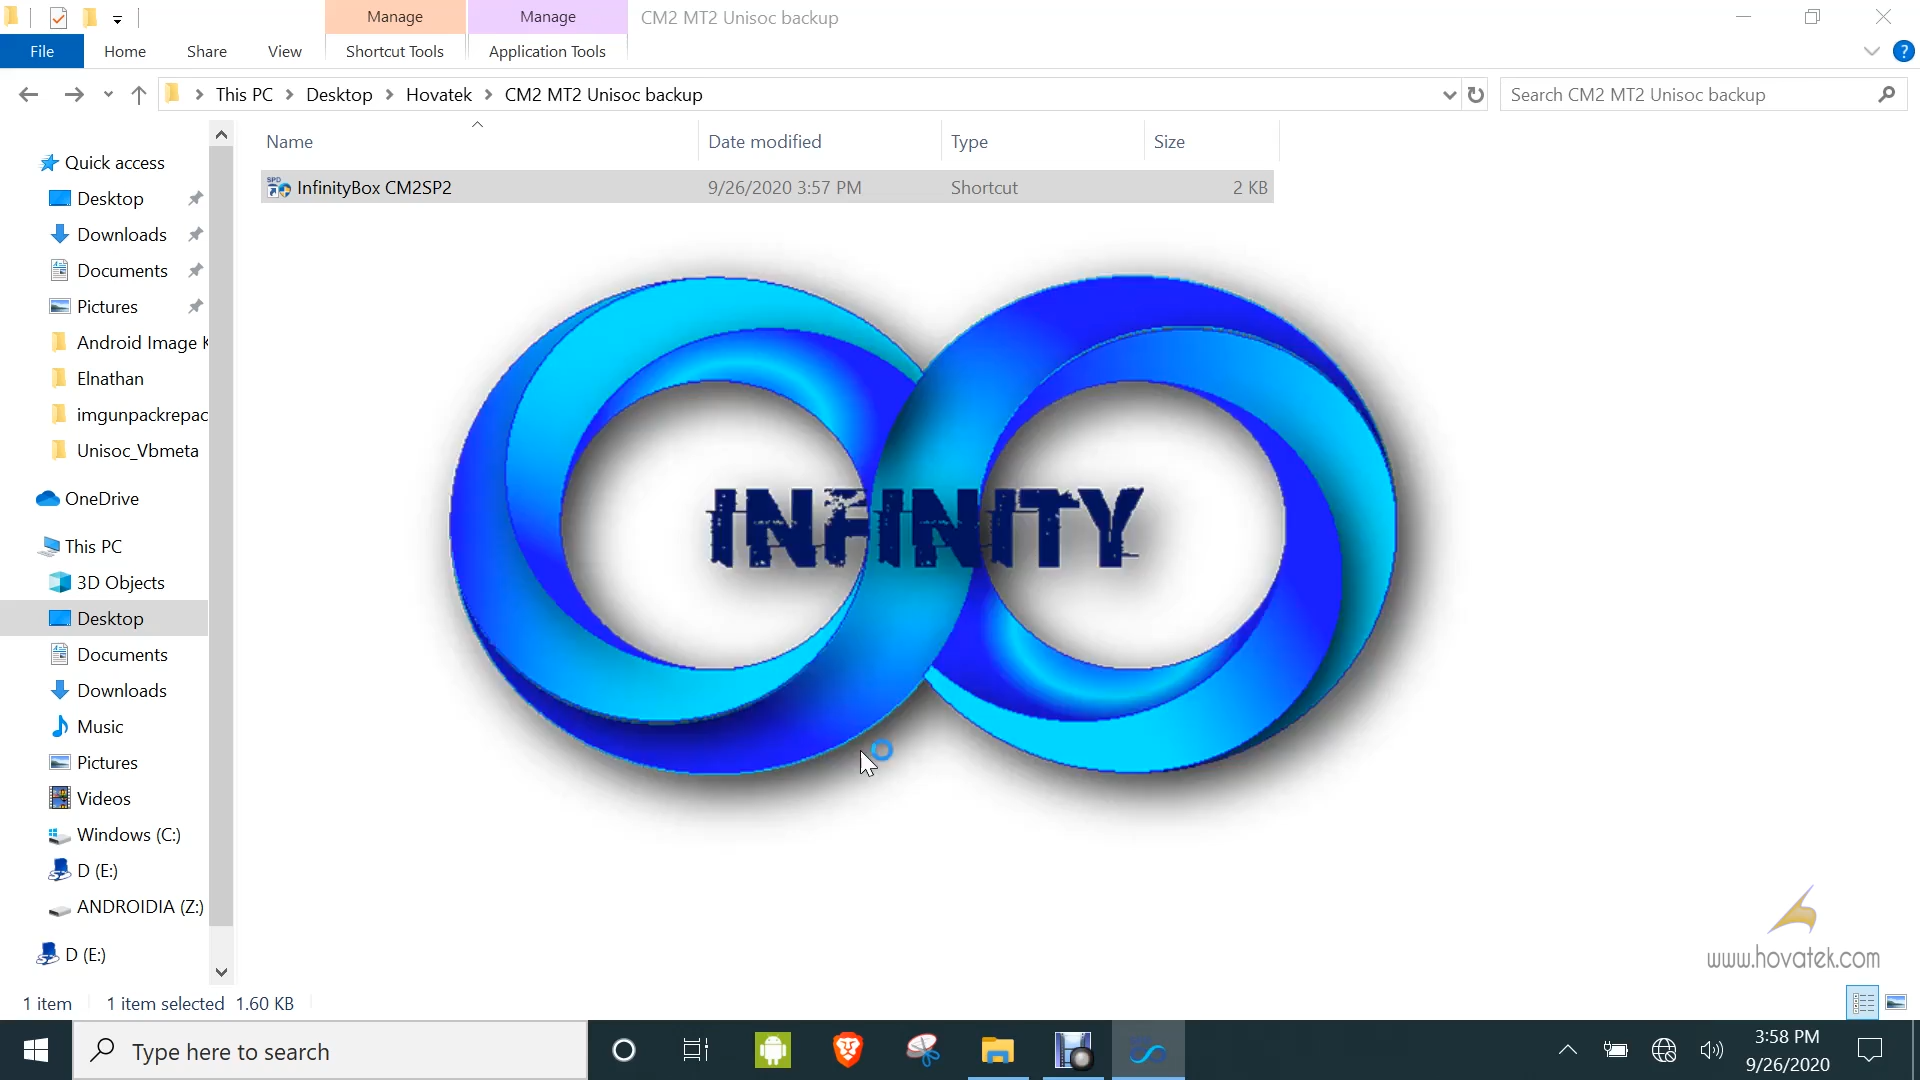 Manage
Manage
CM2 MT2 Unisoc backup
File
Home
Share
View
Shortcut Tools
Application Tools
?
This PC
Desktop
Hovatek
CM2 MT2 Unisoc backup
Search CM2 MT2 Unisoc backup
Name
Date modified
Type
Size
SPD
InfinityBox CM2SP2
9/26/2020 3:57 PM
Shortcut
2 KB
Quick access
Desktop
Downloads
Documents
Pictures
Android Image K
Elnathan
imgunpackrepac
Unisoc_Vbmeta
OneDrive
This PC
3D Objects
Desktop
Documents
Downloads
Music
Pictures
Videos
Windows (C:)
D (E:)
ANDROIDIA (Z:)
D (E:)
INFINITY
www.hovatek.com
1 item
1 item selected 1.60 KB
Type here to search
3:58 PM
9/26/2020